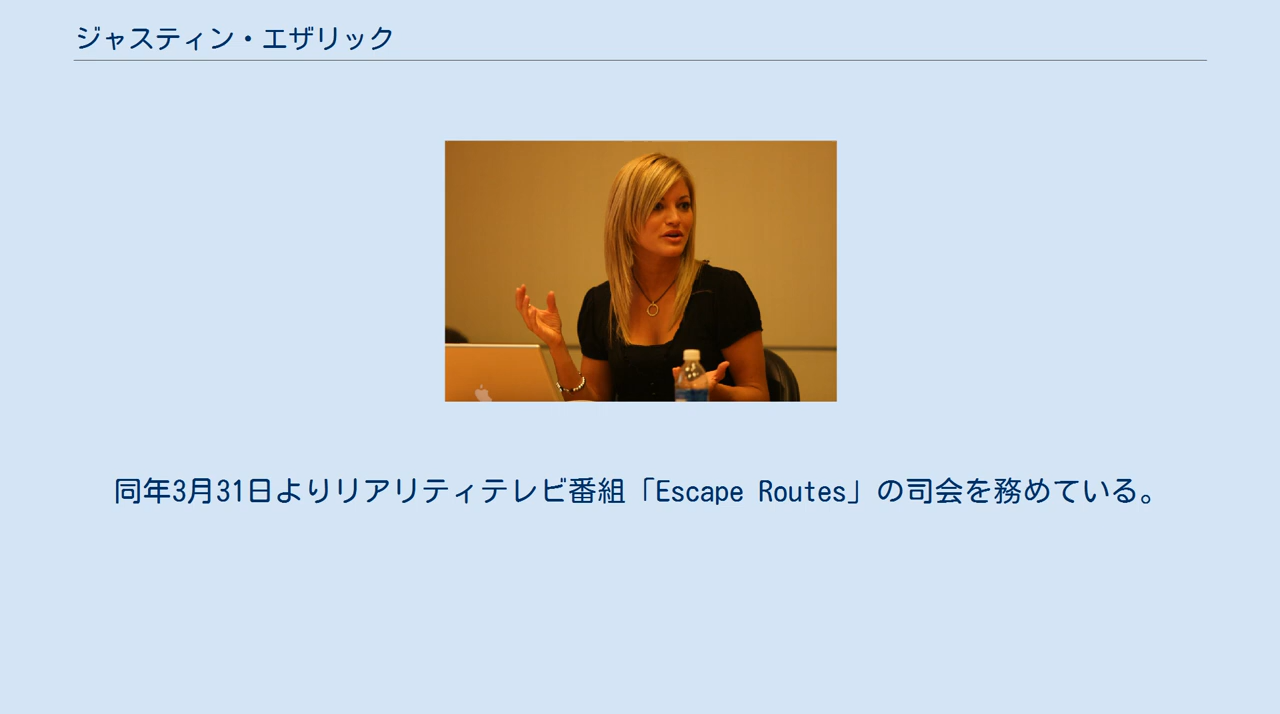 ジャスティン・エザリック
同年3月31日よりリアリティテレビ番組「Escape Routes」の司会を務めている。